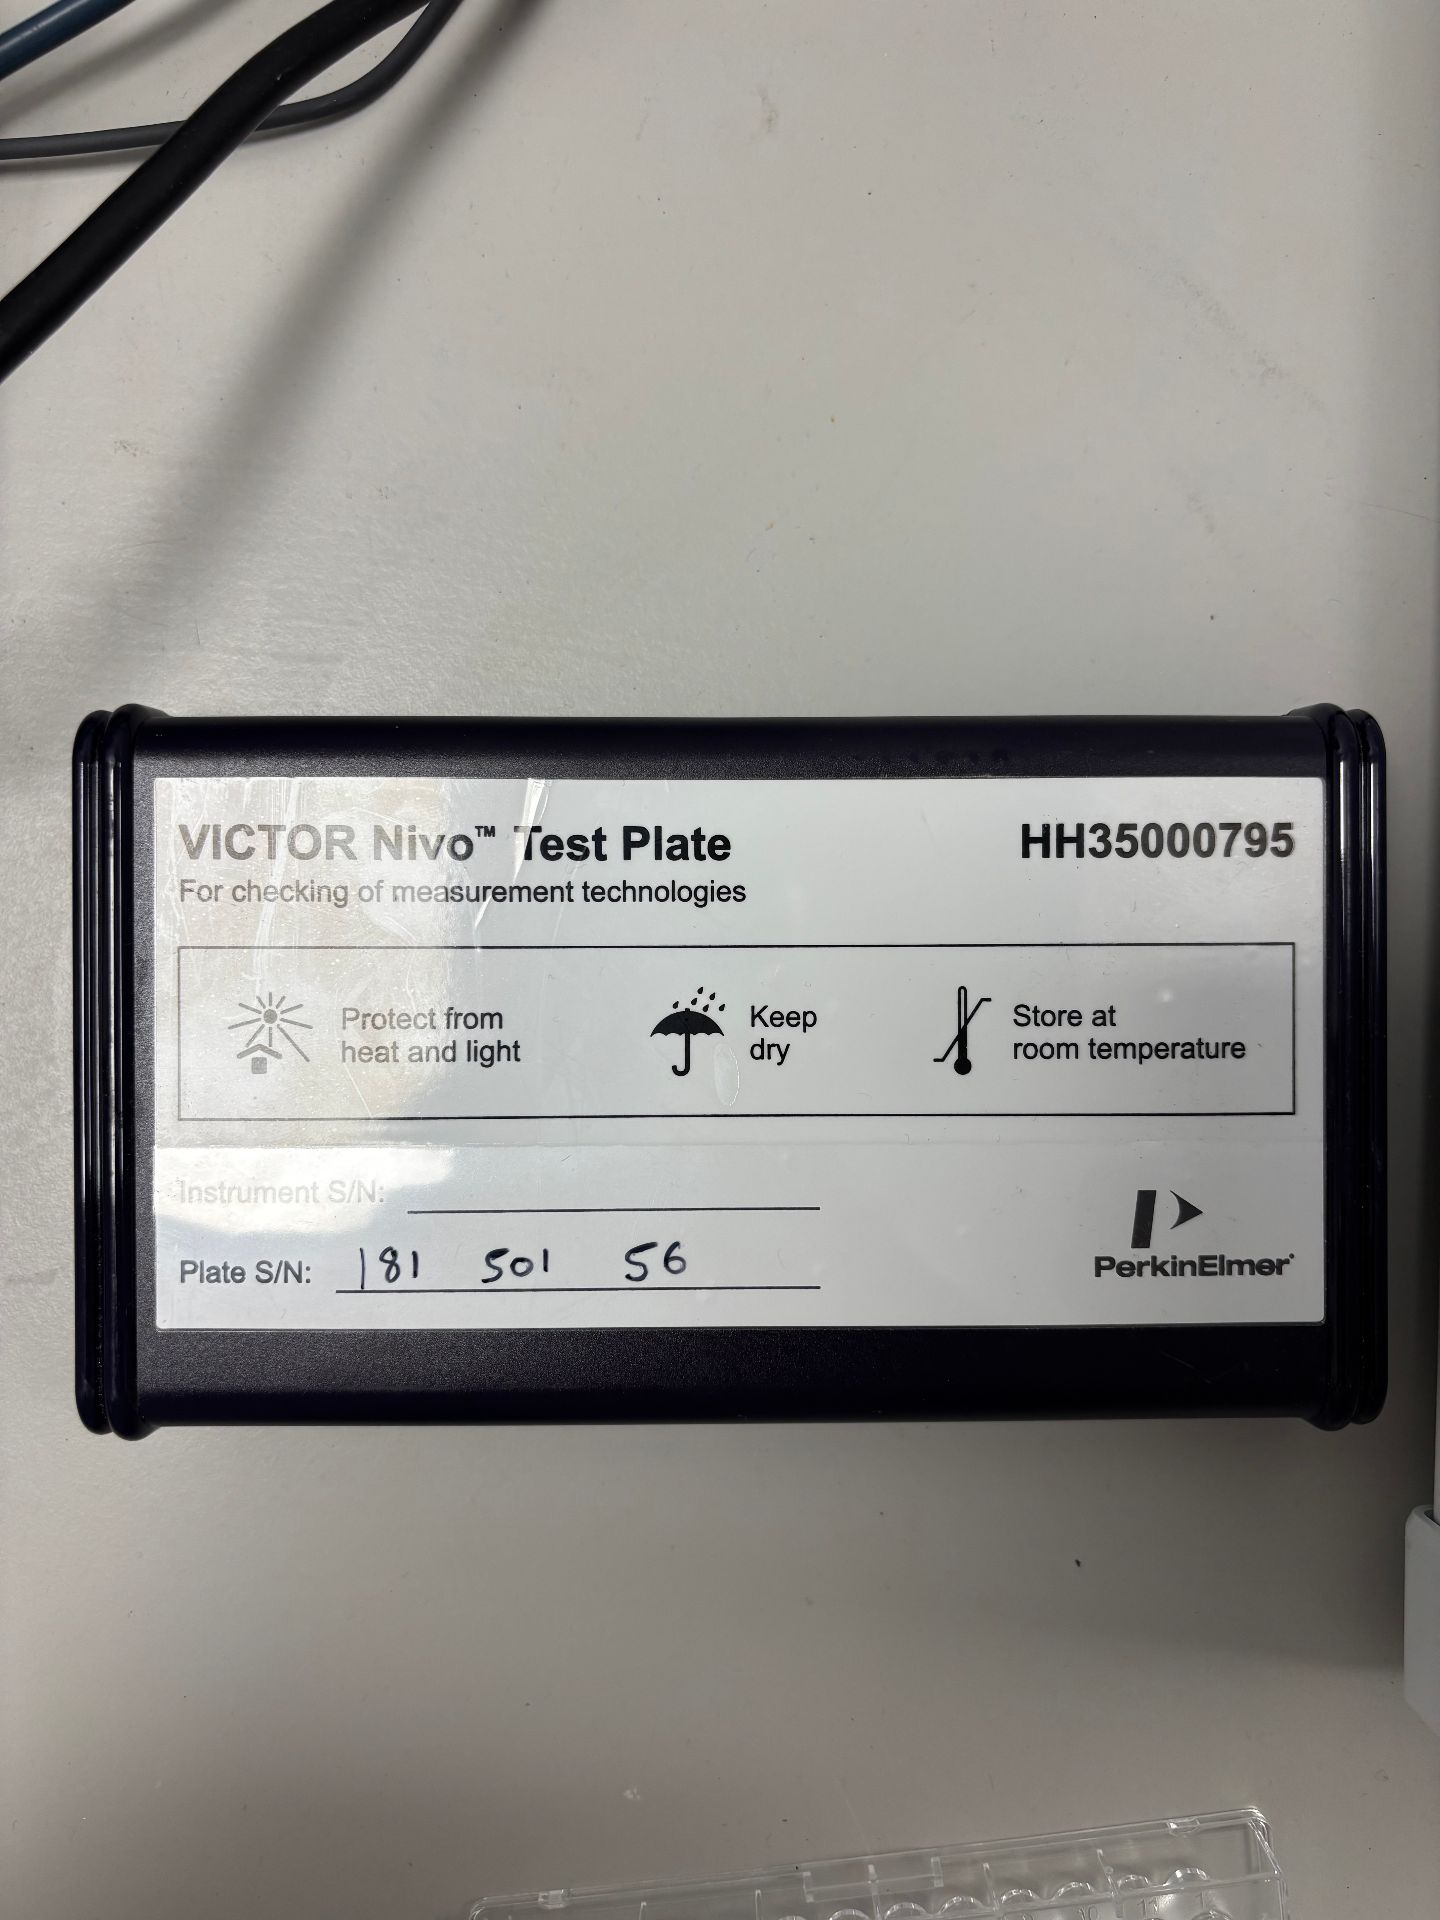 VICTOR Nivo™ Test Plate
HH35000795
For checking of measurement technologies
Protect from
heat and light
Keep
dry
Store at
room temperature
Instrument S/N:
Plate S/N: 181 501 56
PerkinElmer